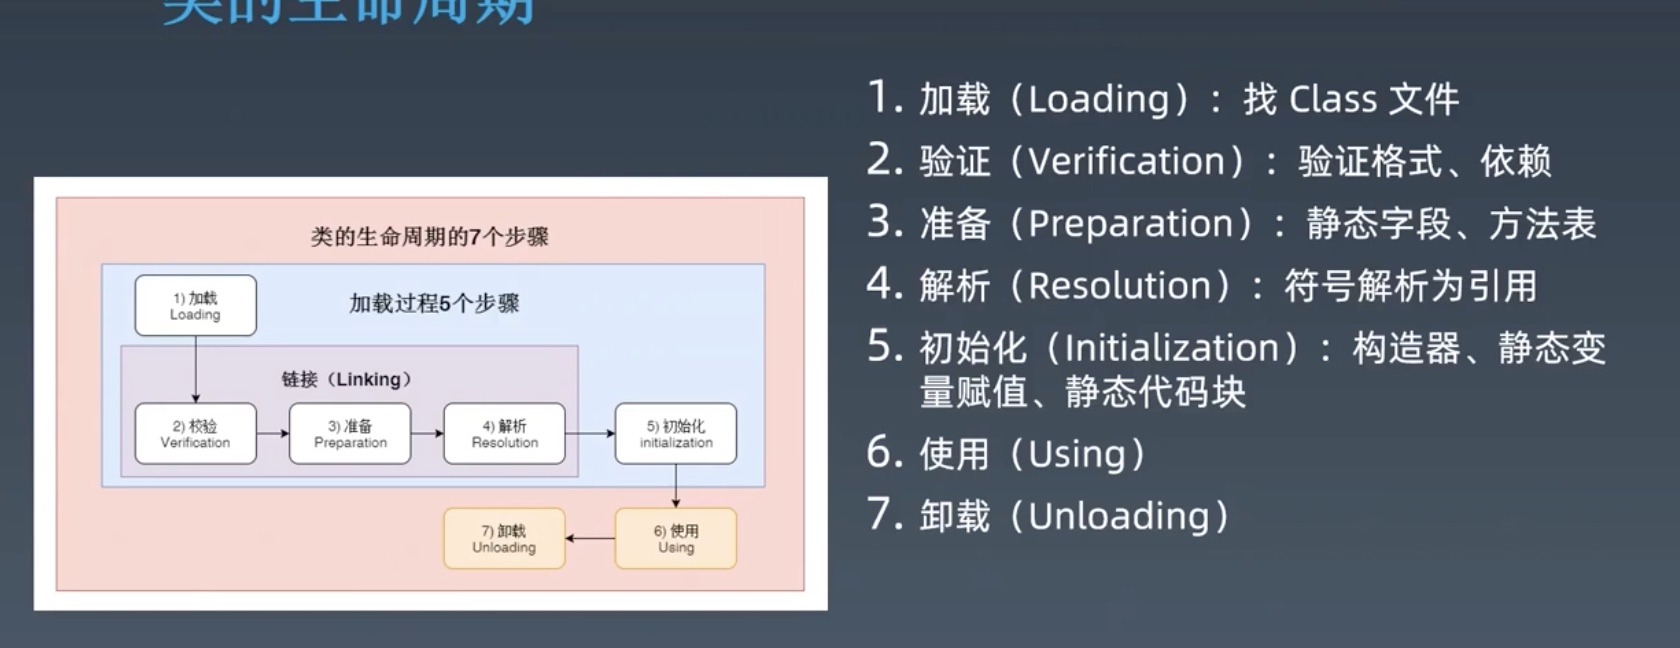 类的生命周期
1. 加载（Loading）：找 Class 文件
2. 验证（Verification）：验证格式、依赖
3. 准备（Preparation）：静态字段、方法表
4. 解析（Resolution）：符号解析为引用
5. 初始化（Initialization）：构造器、静态变
量赋值、静态代码块
6. 使用（Using）
7. 卸载（Unloading）
类的生命周期的7个步骤
加载过程5个步骤
1) 加载
Loading
链接（Linking）
2) 校验
Verification
3) 准备
Preparation
4) 解析
Resolution
5) 初始化
initialization
6) 使用
Using
7) 卸载
Unloading